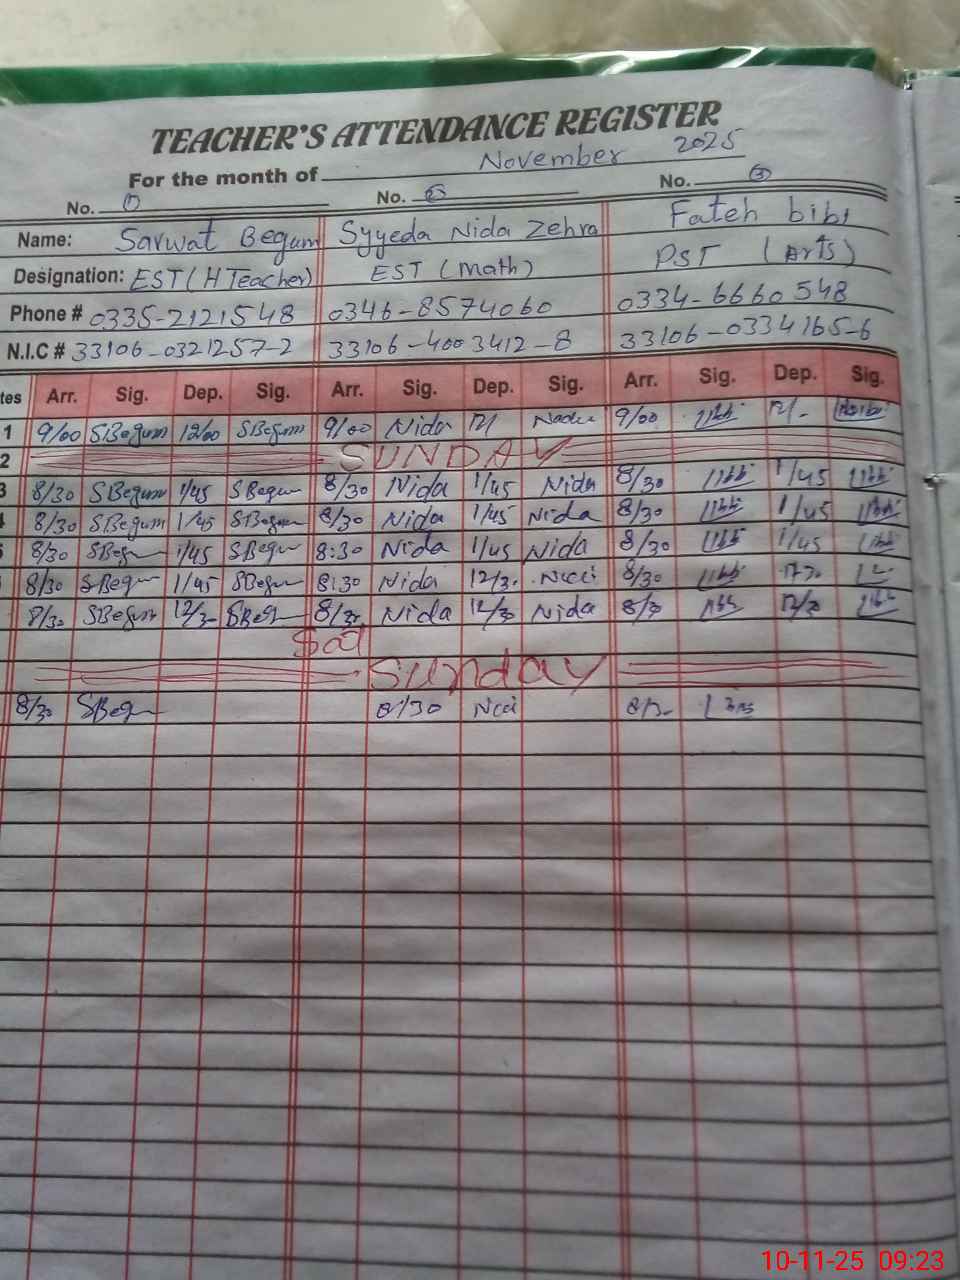 TEACHER'S ATTENDANCE REGISTER
For the month of November 2025
No. 1 No. 2 No. 3
Name: Sarwat Begum Syyeda Nida Zehra Fateh bibi
Designation: EST (H Teacher) EST (Math) PST (Arts)
Phone # 0335-2121548 0346-8574060 0334-6660548
N.I.C # 33106-0321257-2 33106-4003412-8 33106-0334165-6
tes Arr. Sig. Dep. Sig. Arr. Sig. Dep. Sig. Arr. Sig. Dep. Sig.
1 9/00 SBegum 12/00 SBegum 9/00 Nida 12/ 9/00 12/-
2 SUNDAY
3 8/30 SBegum 1/45 SBegum 8/30 Nida 1/45 Nida 8/30 1/45
8/30 SBegum 1/45 SBegum 8/30 Nida 1/45 Nida 8/30 1/45
8/30 SBegum 1/45 SBegum 8:30 Nida 1/45 Nida 8/30 1/45
8/30 SBegum 1/45 SBegum 8:30 Nida 12/3. 8/30
8/30 SBegum 12/3- SBegum 8/30 Nida 12/30 Nida 8/30 12/30
Sat
Sunday
8/30 SBegum 8/30 8/3-
10-11-25 09:23